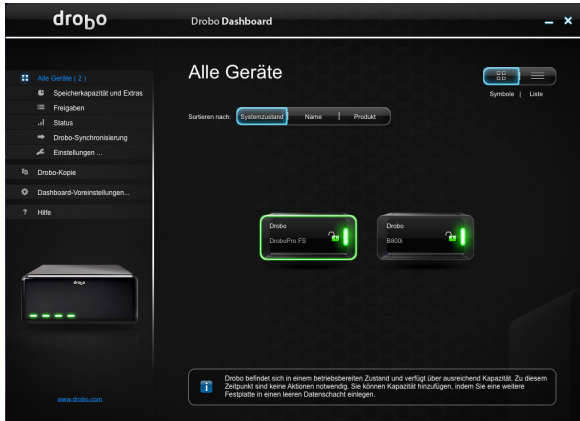 drobo
Drobo Dashboard
Alle Geräte ( 2 )
Speicherkapazität und Extras
Freigaben
Status
Drobo-Synchronisierung
Einstellungen ...
Drobo-Kopie
Dashboard-Voreinstellungen...
? Hilfe
drobo
www.drobo.com
Alle Geräte
Symbole | Liste
Sortieren nach: Systemzustand | Name | Produkt
Drobo
DroboPro FS
Drobo
B800i
Drobo befindet sich in einem betriebsbereiten Zustand und verfügt über ausreichend Kapazität. Zu diesem
Zeitpunkt sind keine Aktionen notwendig. Sie können Kapazität hinzufügen, indem Sie eine weitere
Festplatte in einen leeren Datenschacht einlegen.